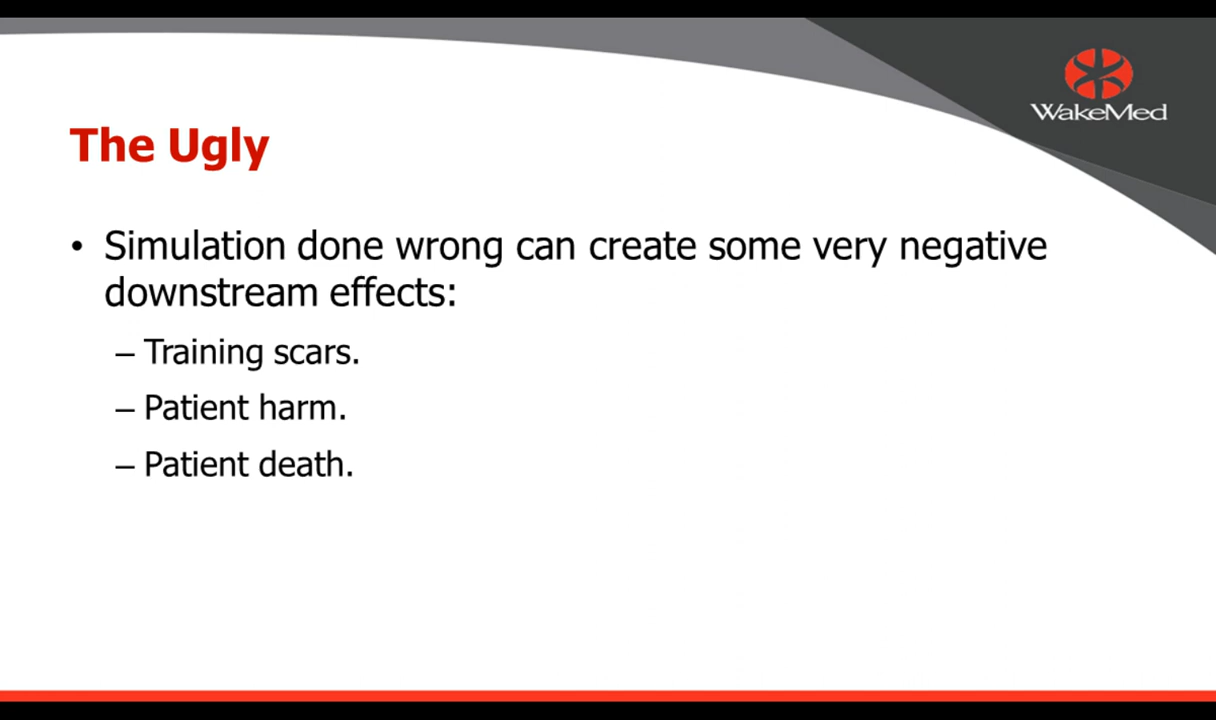 WakeMed
The Ugly
• Simulation done wrong can create some very negative
downstream effects:
– Training scars.
– Patient harm.
– Patient death.